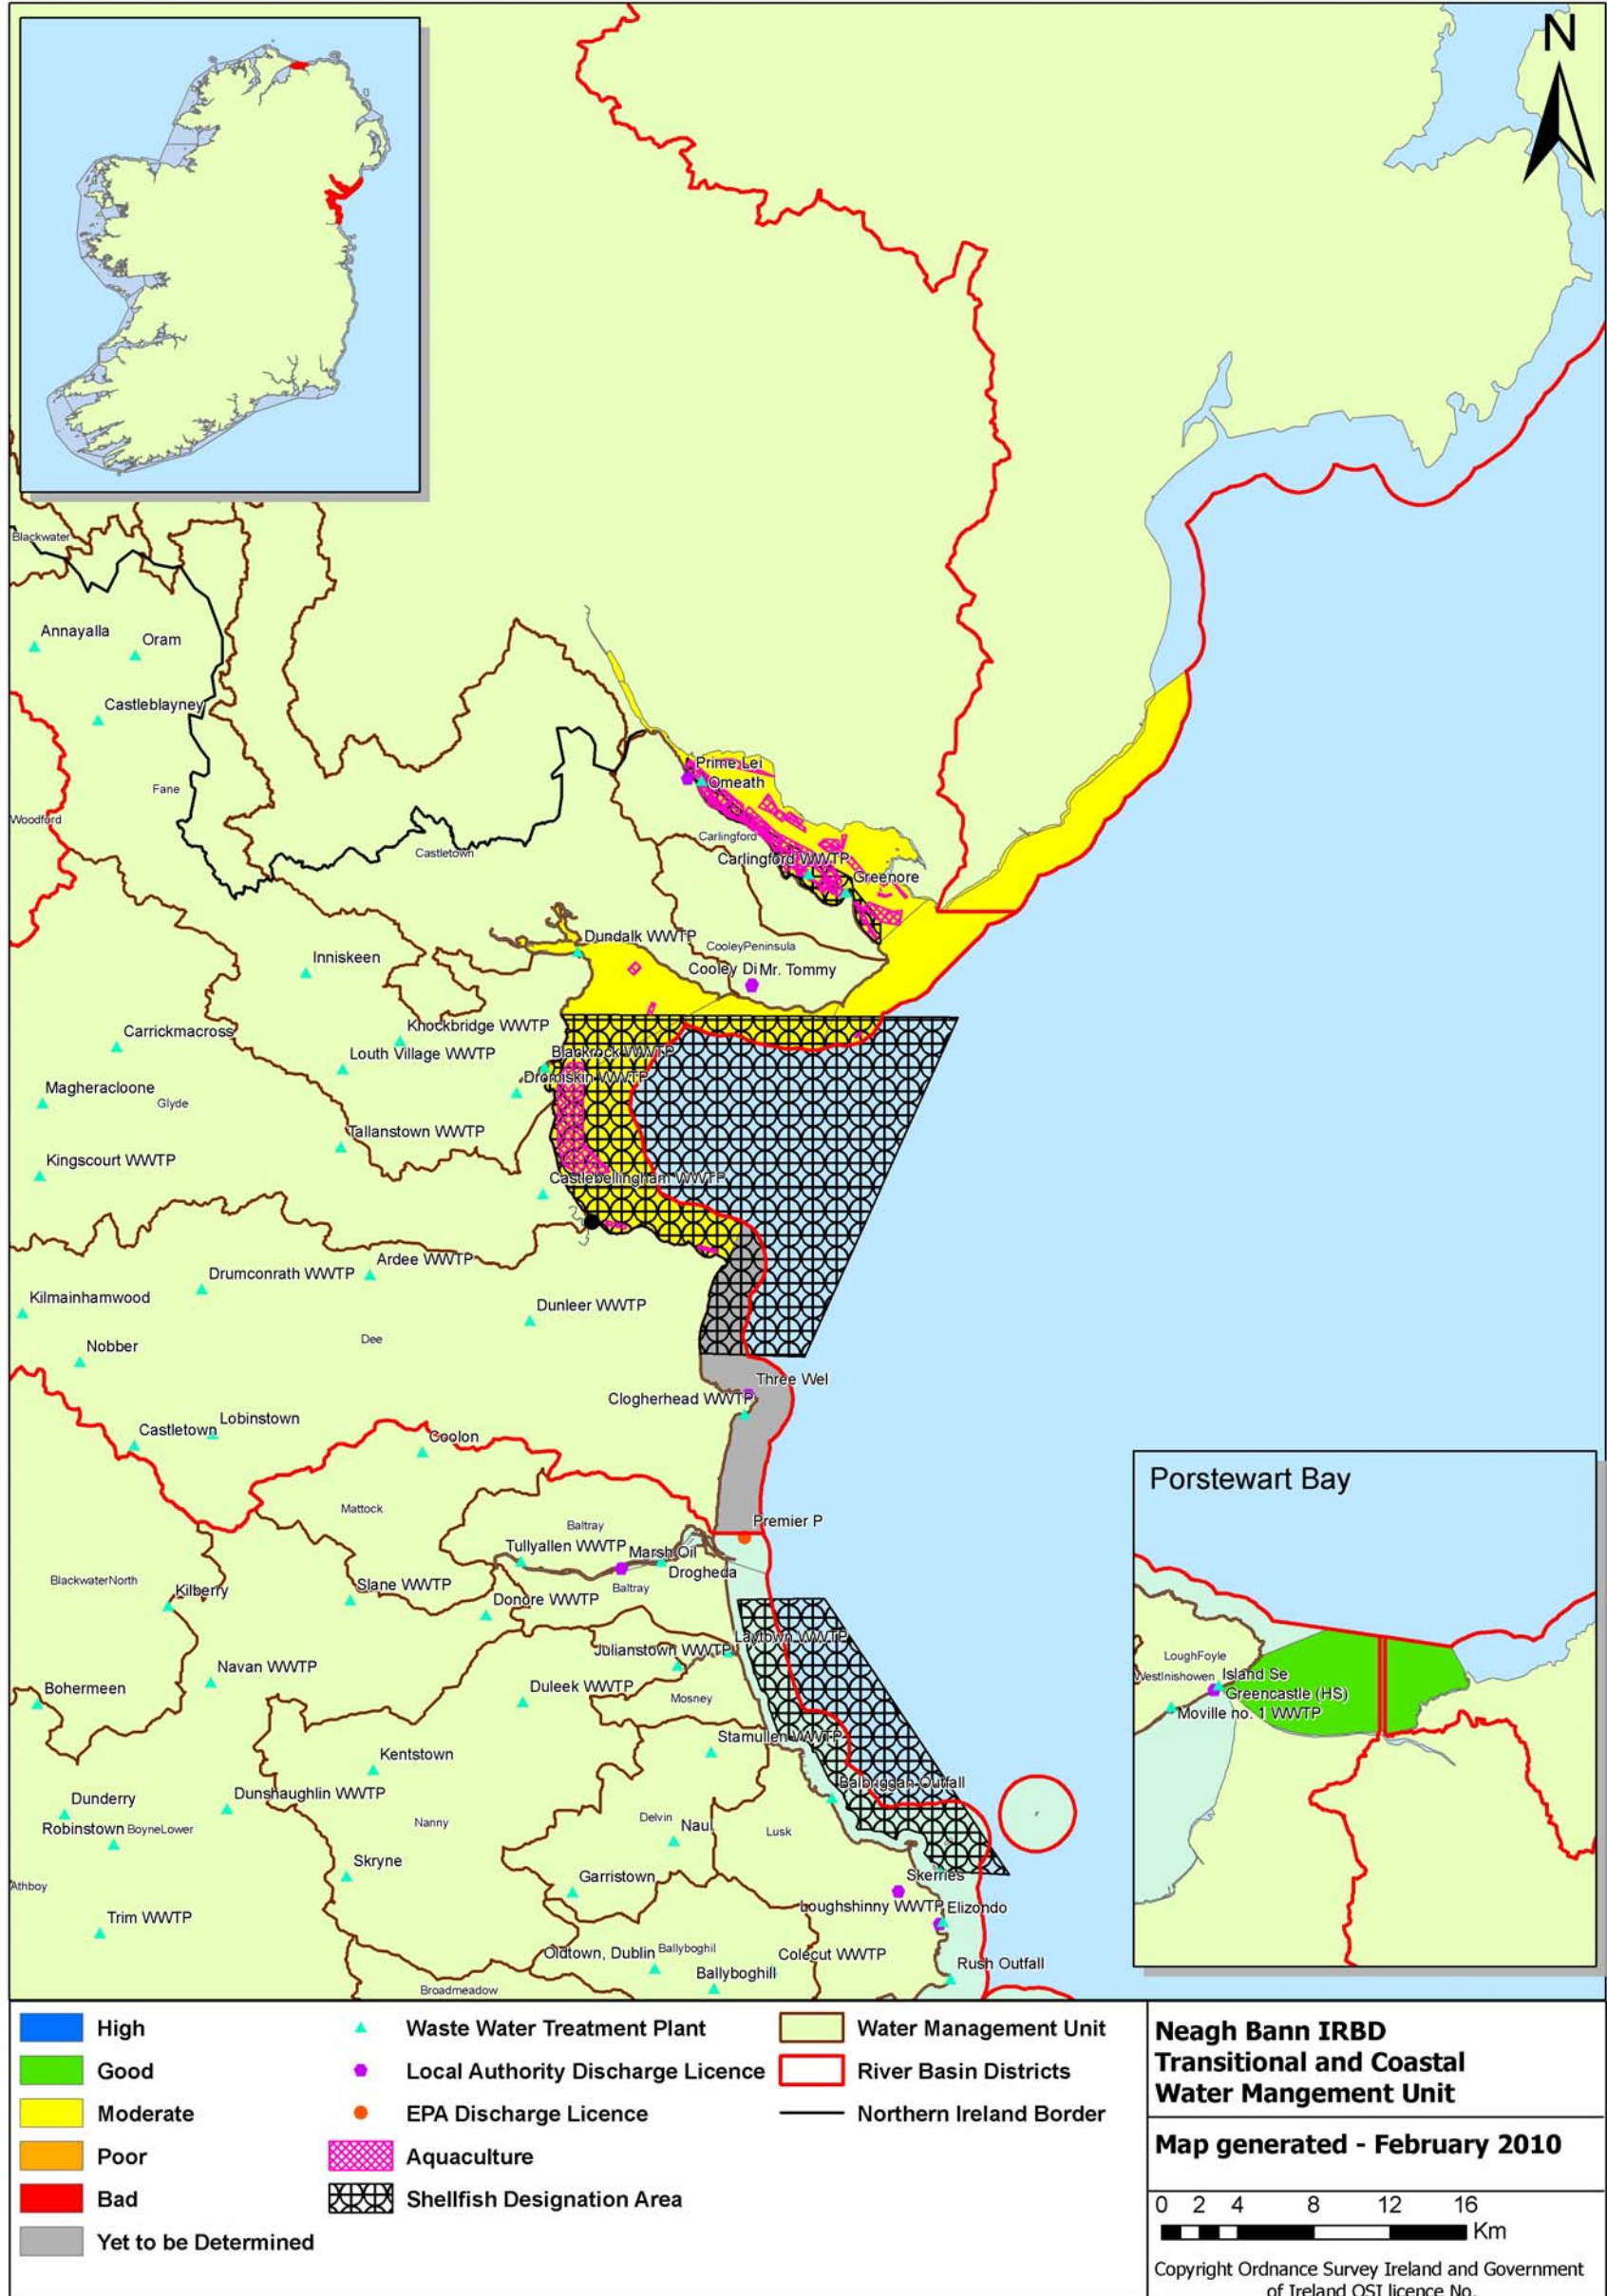 N
Blackwater
Annayalla
Oram
Castleblayney
Fane
Woodford
Prime Lei
Omeath
Carlingford
Castletown
Carlingford WWTP
Greenore
Dundalk WWTP
CooleyPeninsula
Inniskeen
Cooley Di Mr. Tommy
Carrickmacross
Khockbridge WWTP
Louth Village WWTP
Blackrock WWTP
Dromiskin WWTP
Magheracloone
Glyde
Tallanstown WWTP
Kingscourt WWTP
Castlebellingham WWTP
Ardee WWTP
Drumconrath WWTP
Kilmainhamwood
Dunleer WWTP
Dee
Nobber
Three Wel
Clogherhead WWTP
Lobinstown
Castletown
Coolon
Porstewart Bay
Mattock
Premier P
Baltray
Tullyallen WWTP
Marsh Oil
Drogheda
BlackwaterNorth
Kilberry
Slane WWTP
Baltray
Donore WWTP
Laytown WWTP
Julianstown WWTP
Navan WWTP
Bohermeen
Duleek WWTP
Mosney
LoughFoyle
WestInishowen
Island Se
Greencastle (HS)
Moville no. 1 WWTP
Stamullen WWTP
Kentstown
Balbriggan Outfall
Dunderry
Dunshaughlin WWTP
Robinstown
BoyneLower
Nanny
Delvin
Naul
Lusk
Skryne
Garristown
Skerries
Athboy
Loughshinny WWTP
Elizondo
Trim WWTP
Oldtown, Dublin
Ballyboghil
Colecut WWTP
Ballyboghill
Rush Outfall
Broadmeadow
High
Good
Moderate
Poor
Bad
Yet to be Determined
Waste Water Treatment Plant
Local Authority Discharge Licence
EPA Discharge Licence
Aquaculture
Shellfish Designation Area
Water Management Unit
River Basin Districts
Northern Ireland Border
Neagh Bann IRBD
Transitional and Coastal
Water Mangement Unit
Map generated - February 2010
0 2 4 8 12 16
Km
Copyright Ordnance Survey Ireland and Government
of Ireland OSI licence No.